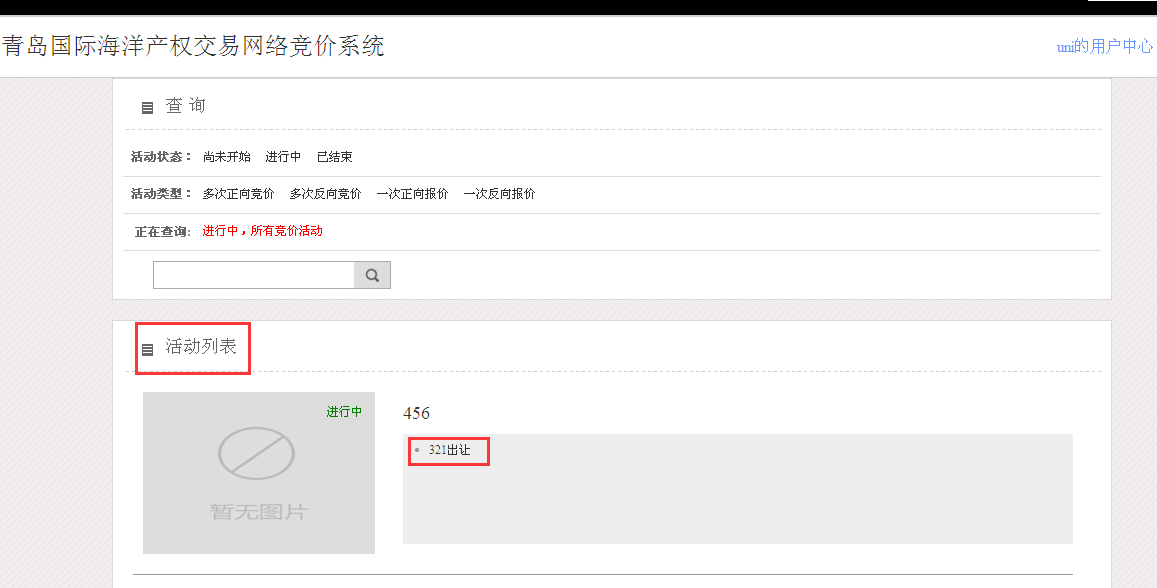 青岛国际海洋产权交易网络竞价系统
uni的用户中心
查 询
活动状态： 尚未开始 进行中 已结束
活动类型： 多次正向竞价 多次反向竞价 一次正向报价 一次反向报价
正在查询: 进行中，所有竞价活动
活动列表
进行中
暂无图片
456
321出让